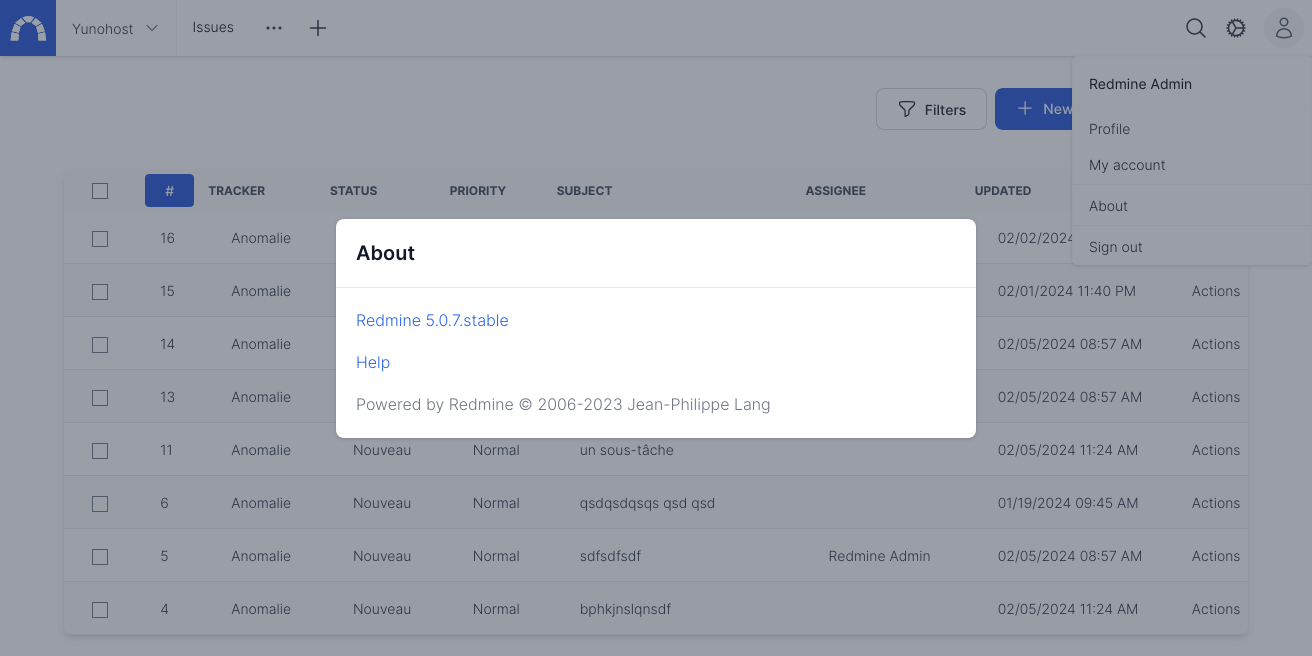 Yunohost
Issues
Redmine Admin
Profile
My account
About
Sign out
Filters
New
# TRACKER STATUS PRIORITY SUBJECT ASSIGNEE UPDATED
16 Anomalie 02/02/2024
15 Anomalie 02/01/2024 11:40 PM Actions
14 Anomalie 02/05/2024 08:57 AM Actions
13 Anomalie 02/05/2024 08:57 AM Actions
11 Anomalie Nouveau Normal un sous-tâche 02/05/2024 11:24 AM Actions
6 Anomalie Nouveau Normal qsdqsdqsqs qsd qsd 01/19/2024 09:45 AM Actions
5 Anomalie Nouveau Normal sdfsdfsdf Redmine Admin 02/05/2024 08:57 AM Actions
4 Anomalie Nouveau Normal bphkjnslqnsdf 02/05/2024 11:24 AM Actions
About
Redmine 5.0.7.stable
Help
Powered by Redmine © 2006-2023 Jean-Philippe Lang